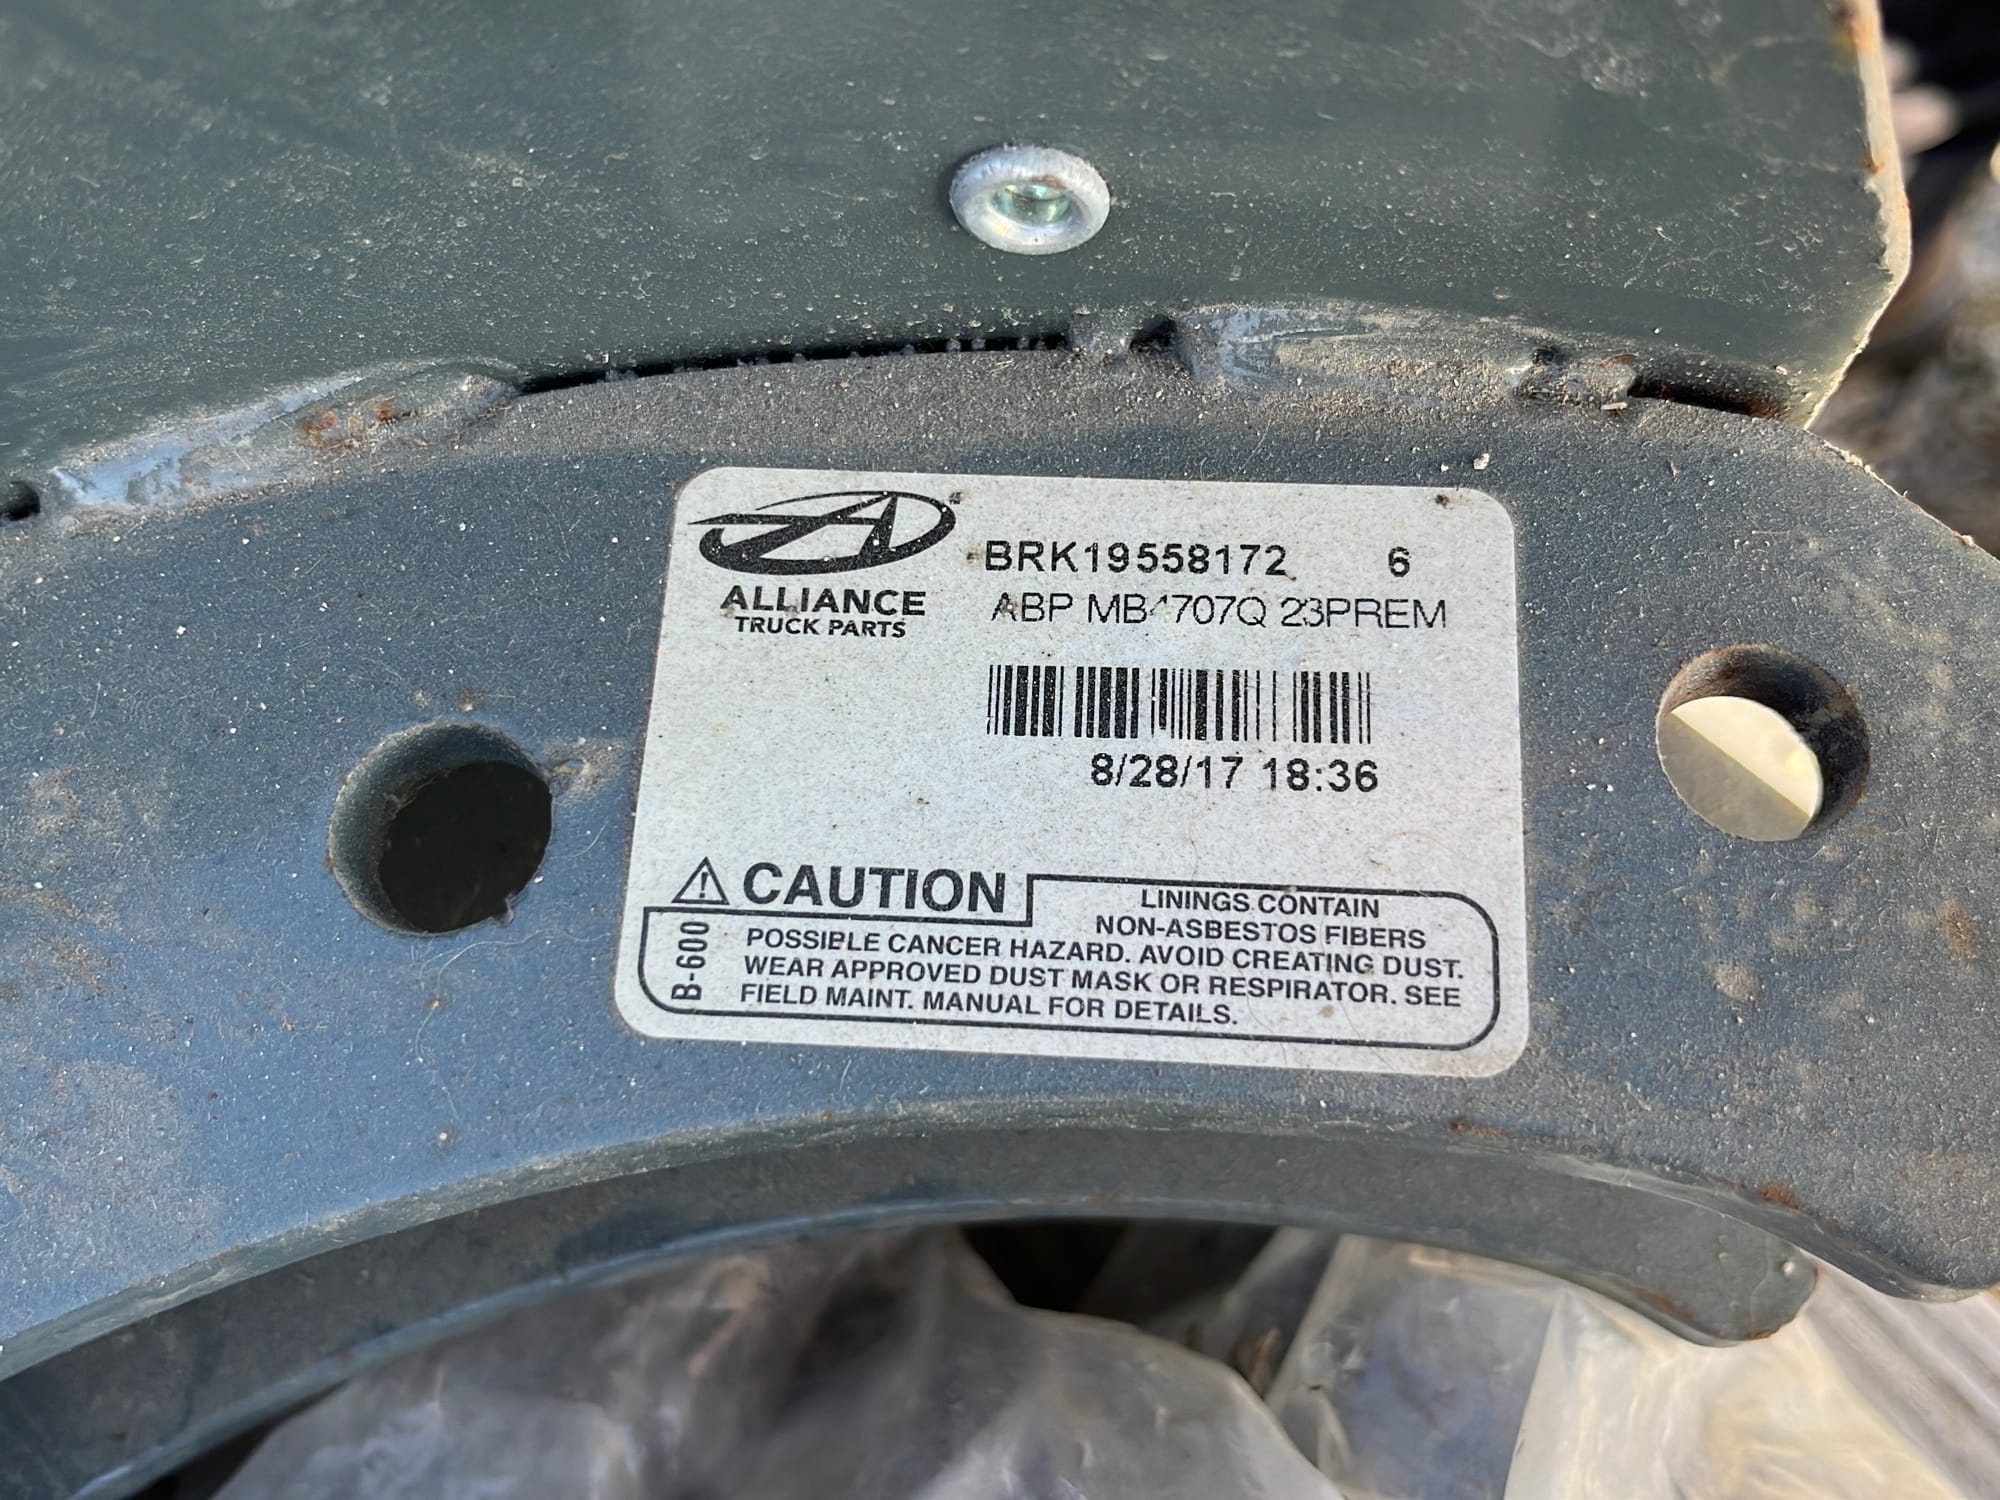 ALLIANCE
TRUCK PARTS
BRK19558172 6
ABP MB4707Q 23PREM
8/28/17 18:36
CAUTION
LININGS CONTAIN
NON-ASBESTOS FIBERS
B-600
POSSIBLE CANCER HAZARD. AVOID CREATING DUST.
WEAR APPROVED DUST MASK OR RESPIRATOR. SEE
FIELD MAINT. MANUAL FOR DETAILS.